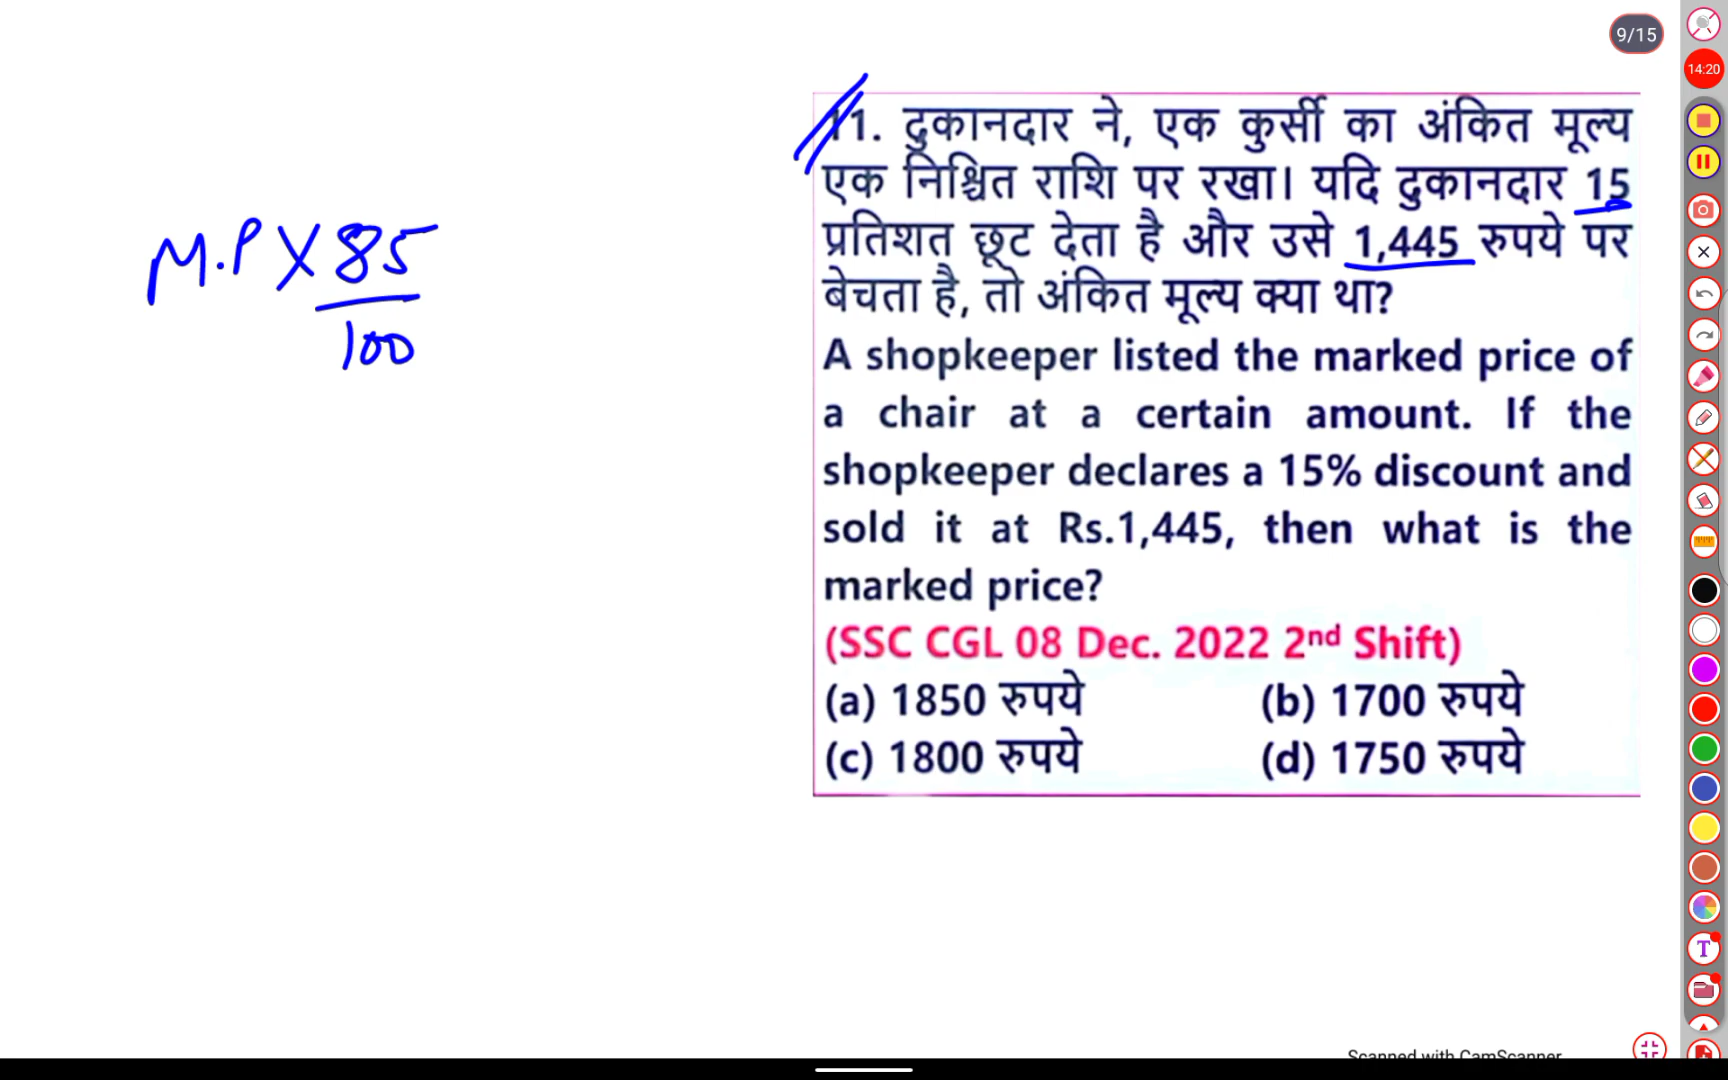 9/15
14:20
11. दुकानदार ने, एक कुर्सी का अंकित मूल्य
एक निश्चित राशि पर रखा। यदि दुकानदार 15
प्रतिशत छूट देता है और उसे 1,445 रुपये पर
बेचता है, तो अंकित मूल्य क्या था?
A shopkeeper listed the marked price of
a chair at a certain amount. If the
shopkeeper declares a 15% discount and
sold it at Rs.1,445, then what is the
marked price?
(SSC CGL 08 Dec. 2022 2nd Shift)
(a) 1850 रुपये (b) 1700 रुपये
(c) 1800 रुपये (d) 1750 रुपये
M.P X 85
100
T
Scanned with CamScanner